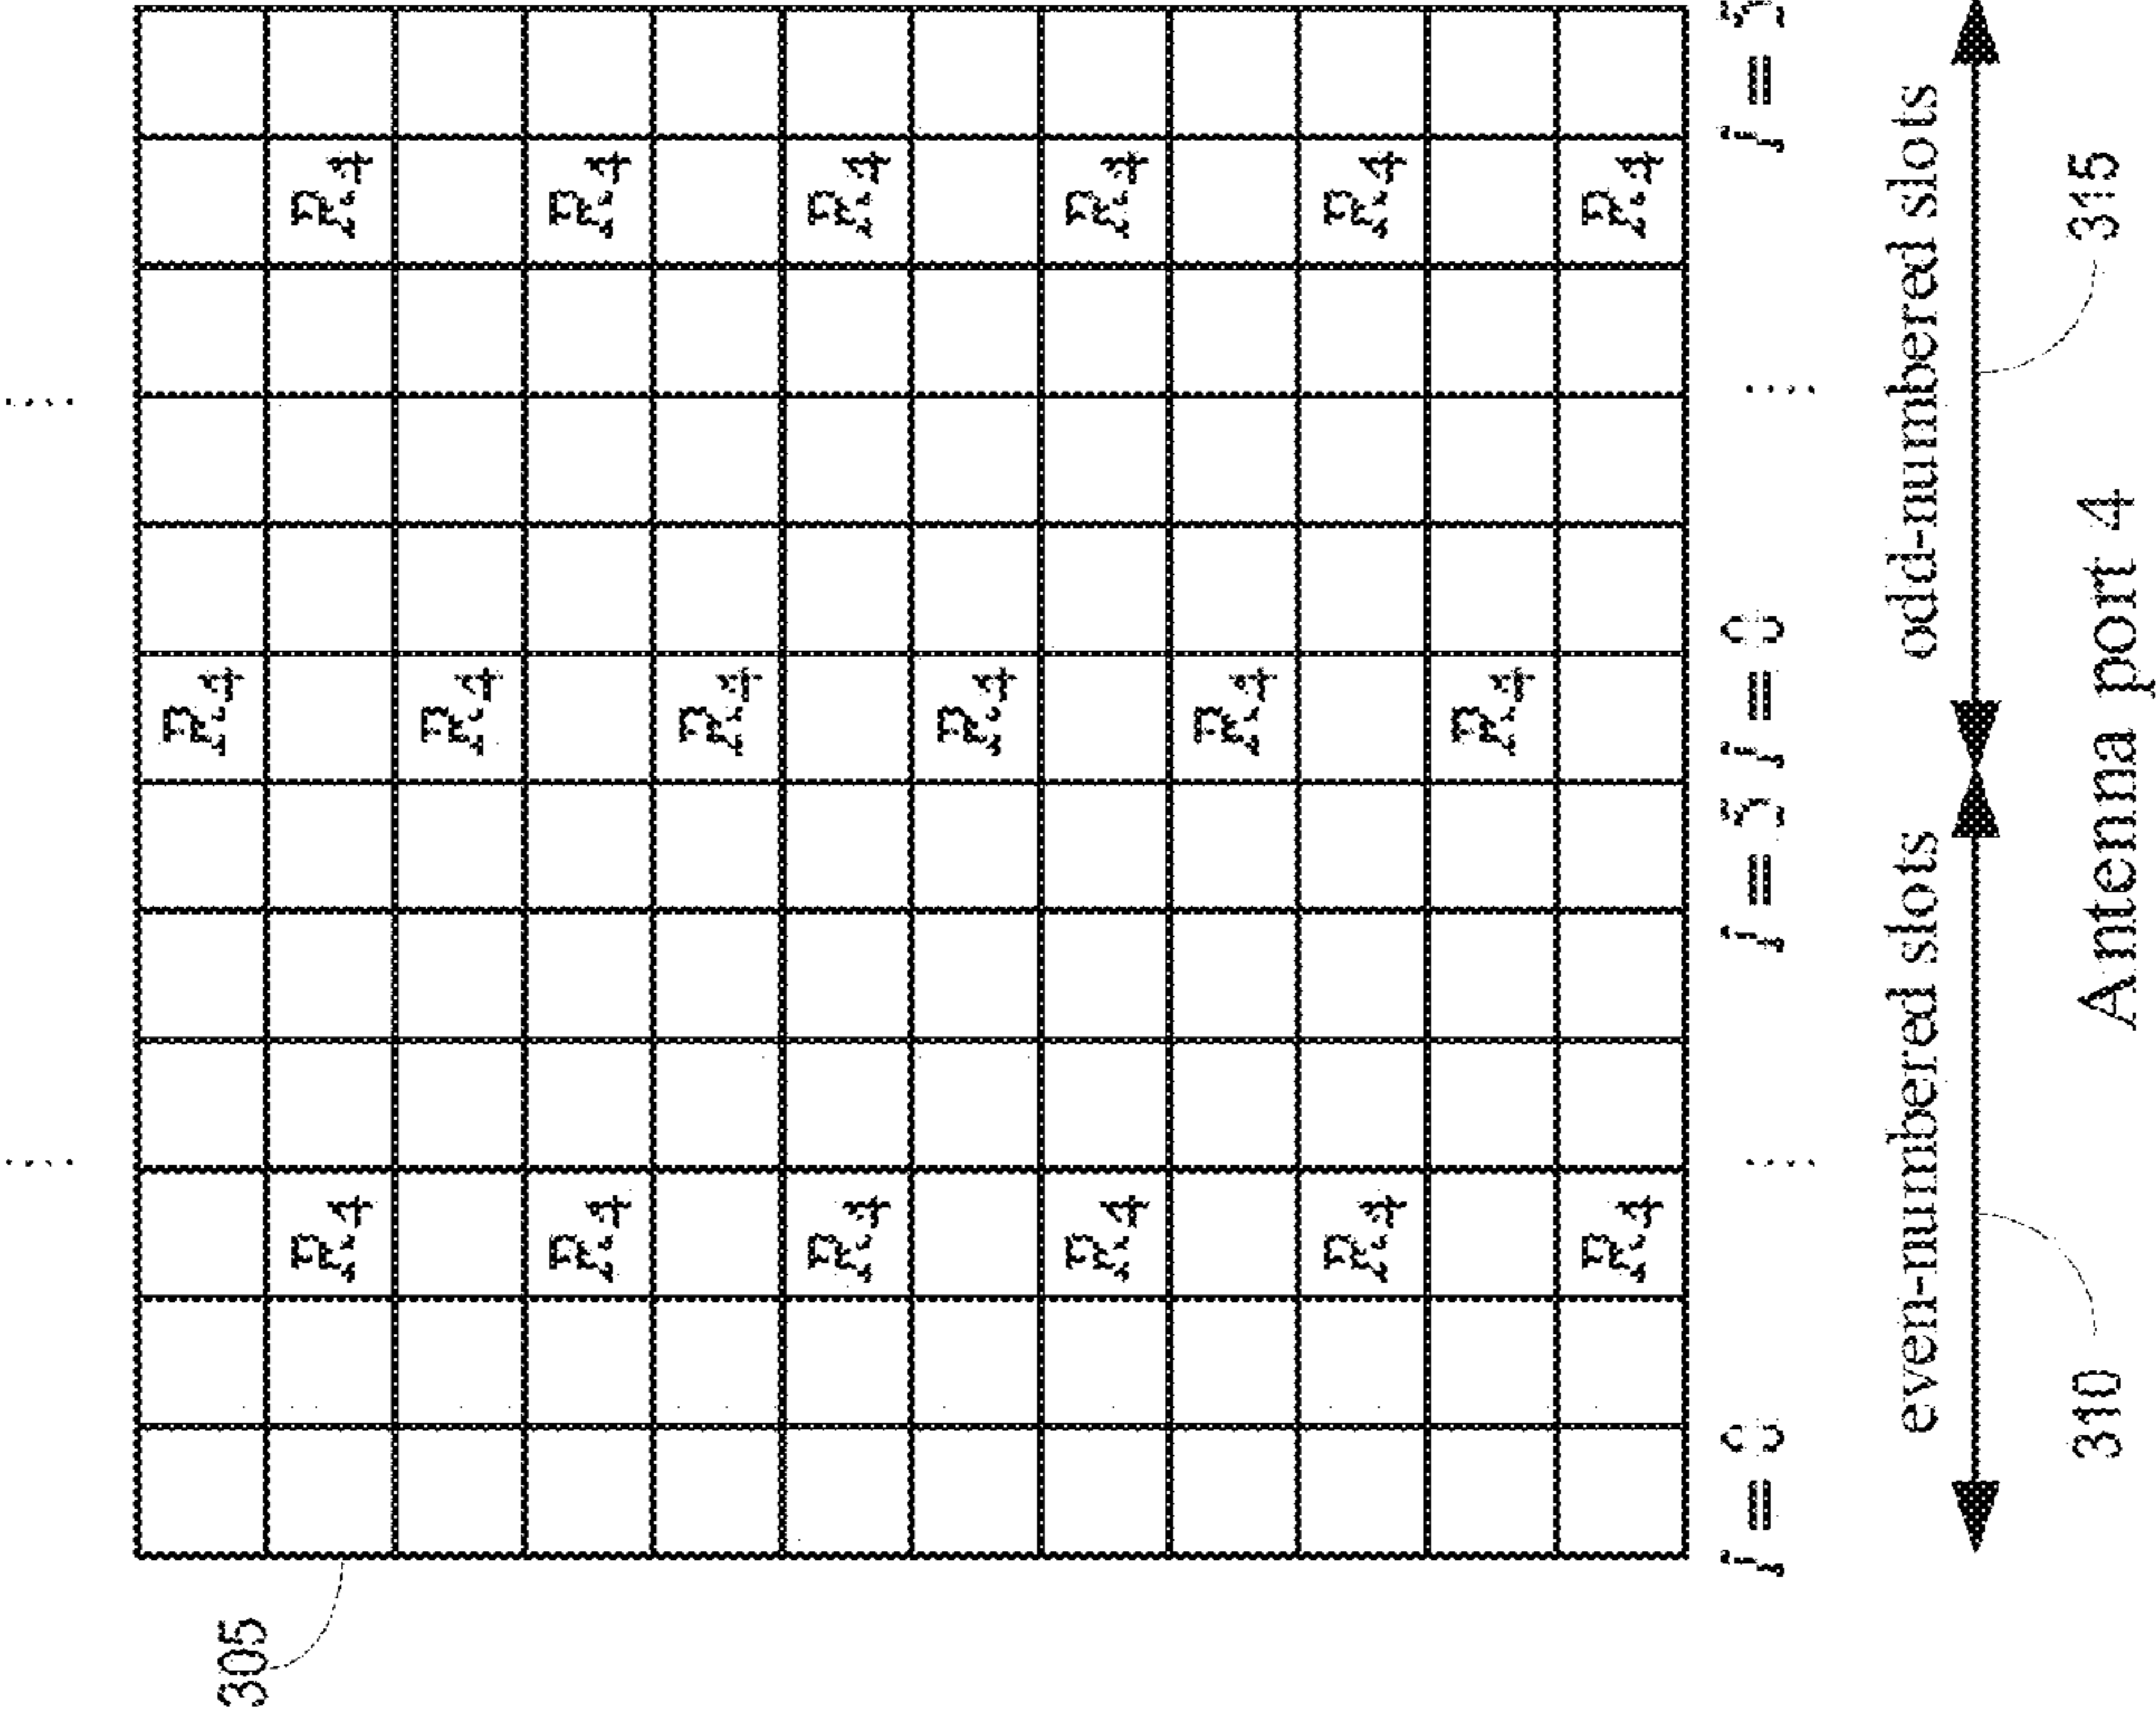 R4
305
R4 R4
R4
R4 R4
R4
R4 R4
R4
R4 R4
R4
R4 R4
R4
R4 R4
l = 0 ... l = 5 l = 0 ... l = 5
even-numbered slots odd-numbered slots
310 Antenna port 4 315